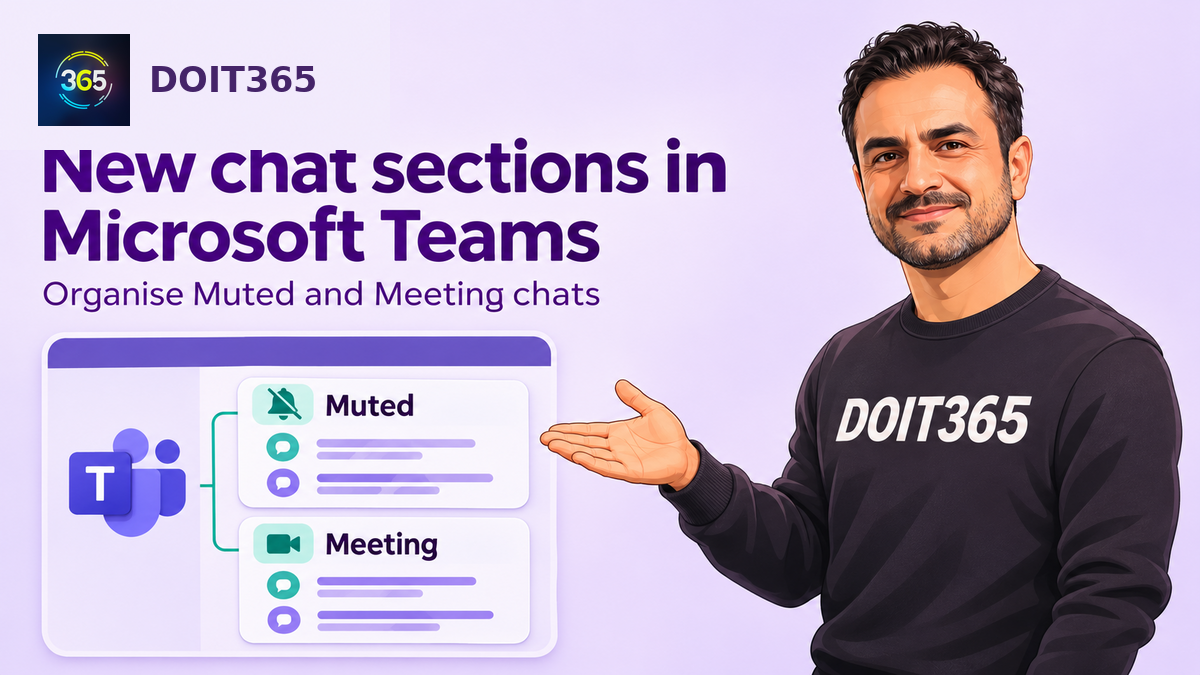 365
DOIT365
New chat sections in
Microsoft Teams
Organise Muted and Meeting chats
T
Muted
Meeting
DOIT365